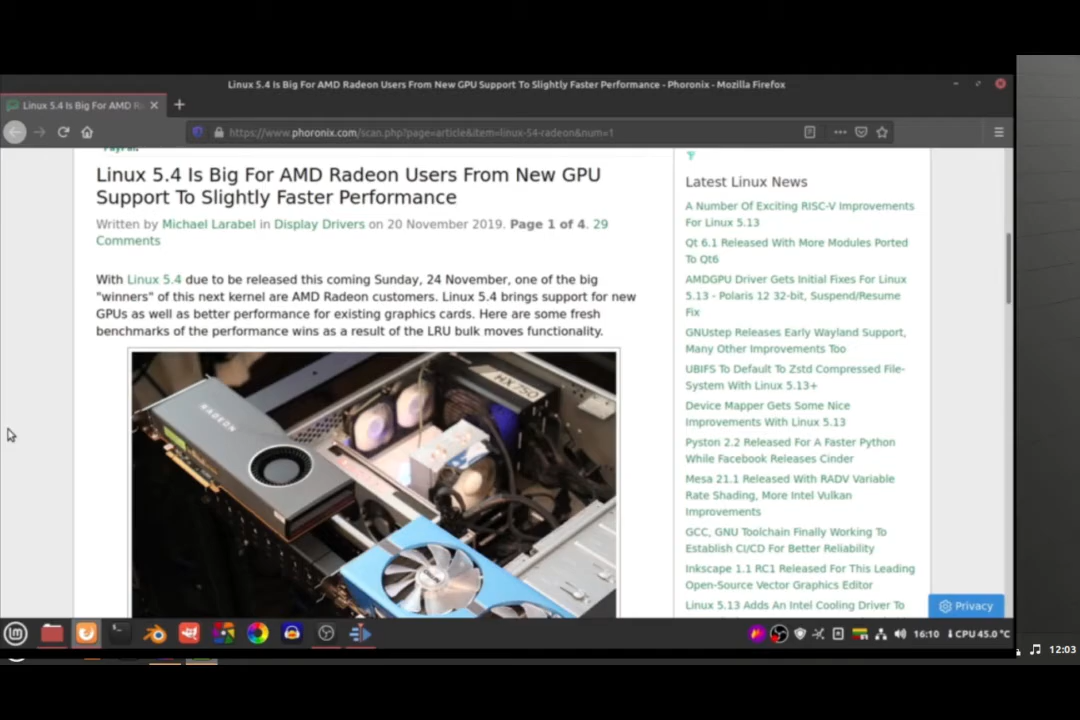 Linux 5.4 Is Big For AMD Radeon Users From New GPU Support To Slightly Faster Performance - Phoronix - Mozilla Firefox
Linux 5.4 Is Big For AMD R
https://www.phoronix.com/scan.php?page=article&item=linux-54-radeon&num=1
PayPal.
Linux 5.4 Is Big For AMD Radeon Users From New GPU
Support To Slightly Faster Performance
Written by Michael Larabel in Display Drivers on 20 November 2019. Page 1 of 4. 29
Comments
With Linux 5.4 due to be released this coming Sunday, 24 November, one of the big
"winners" of this next kernel are AMD Radeon customers. Linux 5.4 brings support for new
GPUs as well as better performance for existing graphics cards. Here are some fresh
benchmarks of the performance wins as a result of the LRU bulk moves functionality.
RADEON
HX 750
Latest Linux News
A Number Of Exciting RISC-V Improvements
For Linux 5.13
Qt 6.1 Released With More Modules Ported
To Qt6
AMDGPU Driver Gets Initial Fixes For Linux
5.13 - Polaris 12 32-bit, Suspend/Resume
Fix
GNUstep Releases Early Wayland Support,
Many Other Improvements Too
UBIFS To Default To Zstd Compressed File-
System With Linux 5.13+
Device Mapper Gets Some Nice
Improvements With Linux 5.13
Pyston 2.2 Released For A Faster Python
While Facebook Releases Cinder
Mesa 21.1 Released With RADV Variable
Rate Shading, More Intel Vulkan
Improvements
GCC, GNU Toolchain Finally Working To
Establish CI/CD For Better Reliability
Inkscape 1.1 RC1 Released For This Leading
Open-Source Vector Graphics Editor
Linux 5.13 Adds An Intel Cooling Driver To
Privacy
16:10
CPU 45.0 °C
12:03